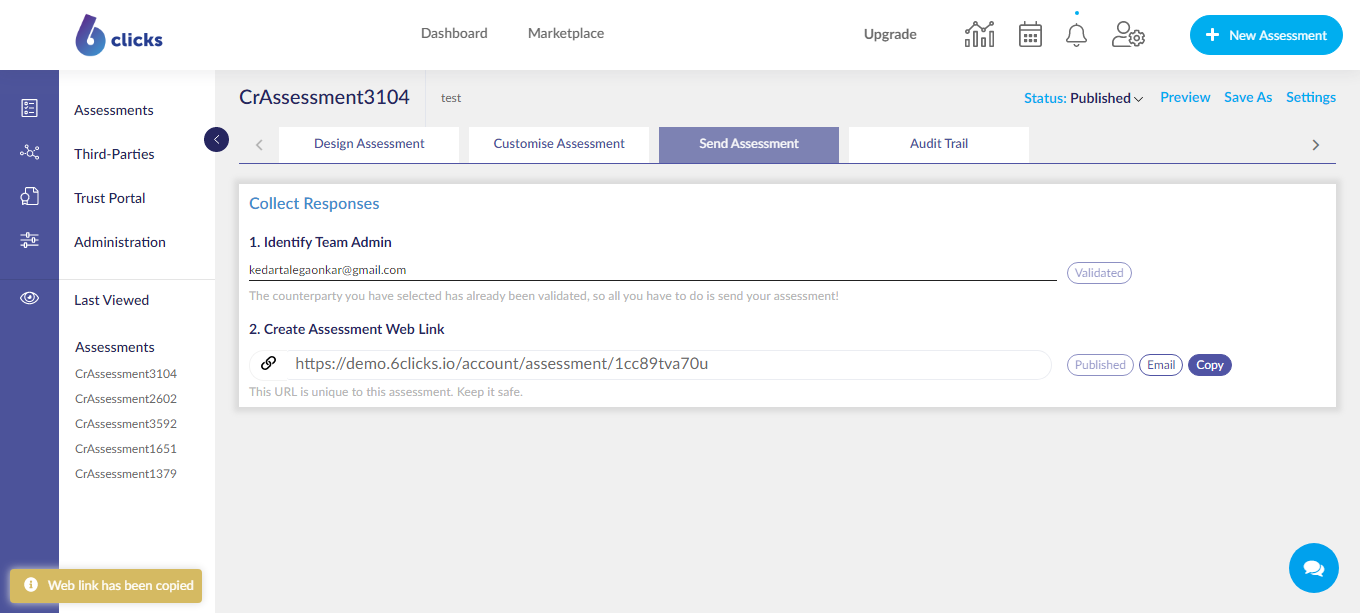 6clicks
Dashboard
Marketplace
Upgrade
+ New Assessment
Assessments
Third-Parties
Trust Portal
Administration
Last Viewed
Assessments
CrAssessment3104
CrAssessment2602
CrAssessment3592
CrAssessment1651
CrAssessment1379
CrAssessment3104
test
Status: Published
Preview
Save As
Settings
Design Assessment
Customise Assessment
Send Assessment
Audit Trail
Collect Responses
1. Identify Team Admin
kedartalegaonkar@gmail.com
Validated
The counterparty you have selected has already been validated, so all you have to do is send your assessment!
2. Create Assessment Web Link
https://demo.6clicks.io/account/assessment/1cc89tva70u
Published
Email
Copy
This URL is unique to this assessment. Keep it safe.
Web link has been copied